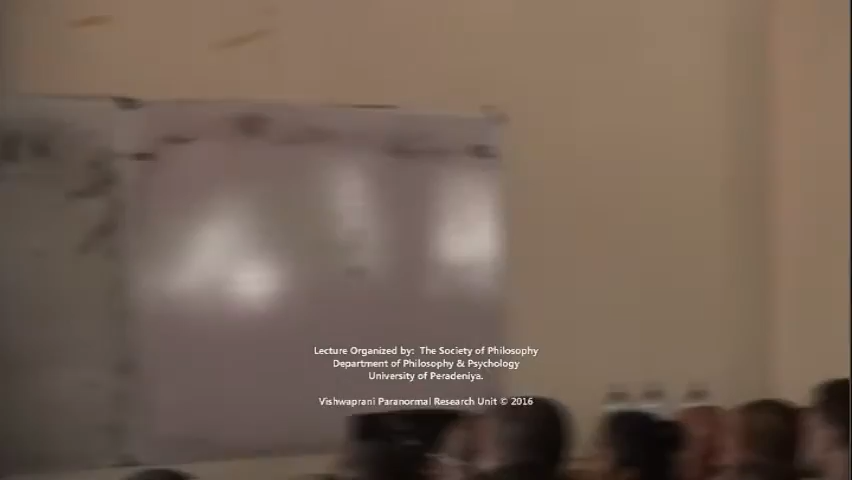 Lecture Organized by: The Society of Philosophy
Department of Philosophy & Psychology
University of Peradeniya.
Vishwaprani Paranormal Research Unit © 2016